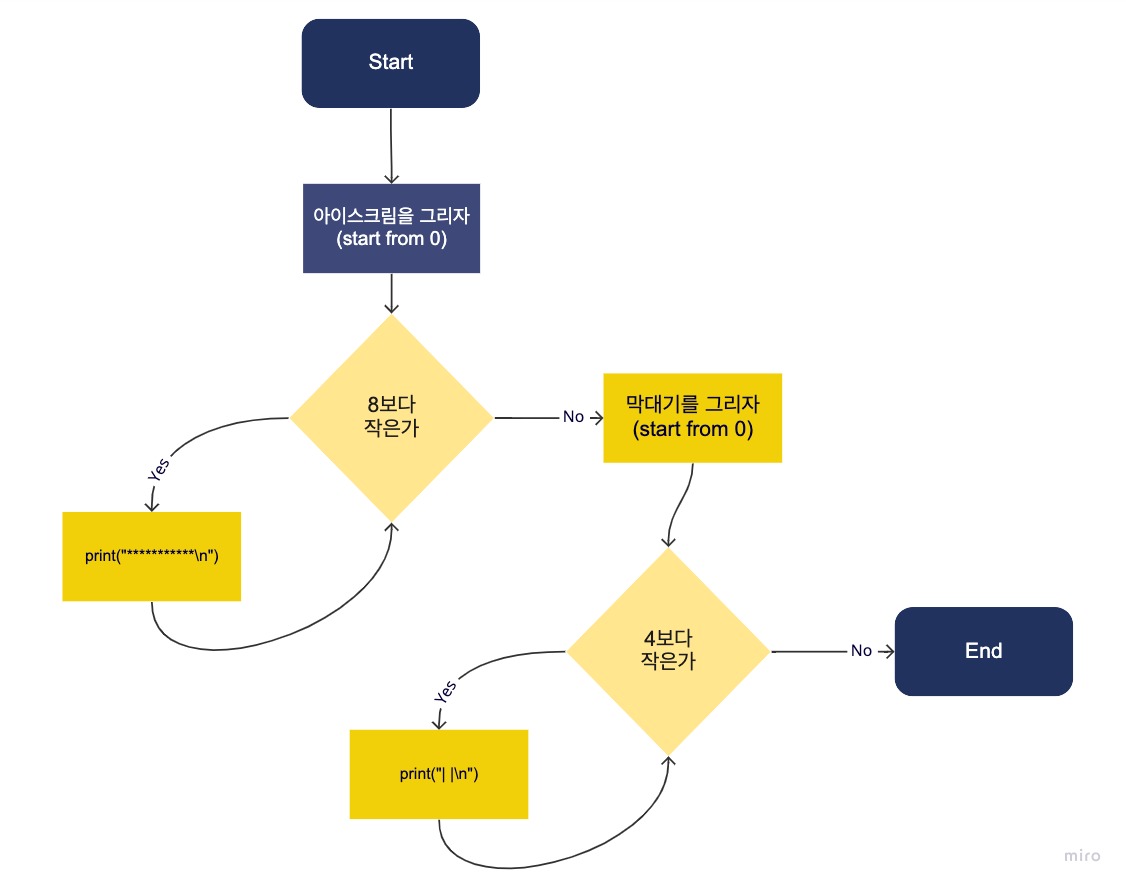 Start
아이스크림을 그리자
(start from 0)
8보다
작은가
No
막대기를 그리자
(start from 0)
Yes
print("***********\n")
4보다
작은가
No
End
Yes
print("| |\n")
miro